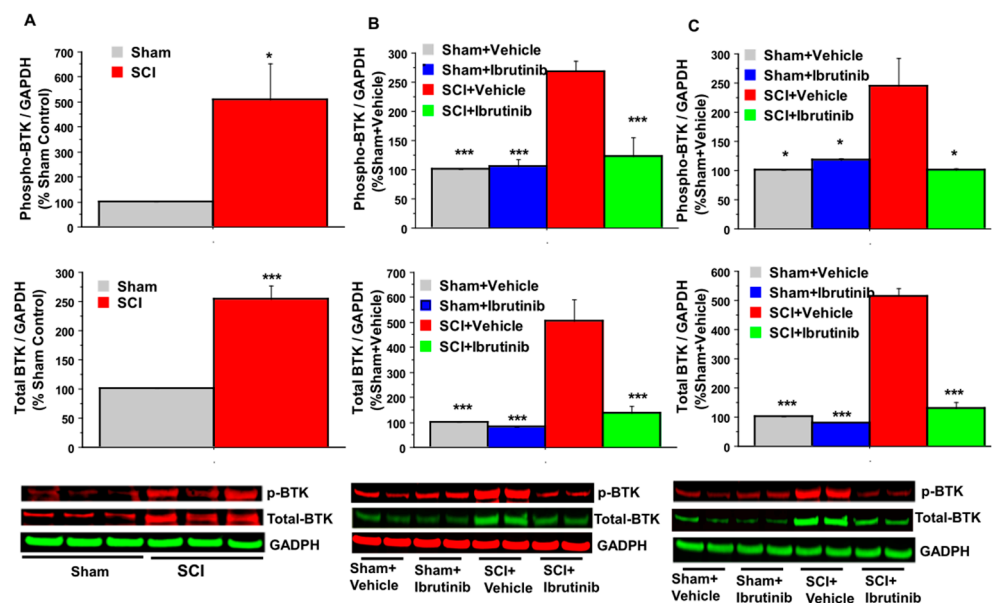 A
Phospho-BTK / GAPDH
(% Sham Control)
700
600
500
400
300
200
100
0
Sham
SCI
*
Total BTK / GAPDH
(% Sham Control)
300
250
200
150
100
50
0
Sham
SCI
***
p-BTK
Total-BTK
GADPH
Sham
SCI
B
Phospho-BTK / GAPDH
(%Sham+Vehicle)
300
250
200
150
100
50
0
Sham+Vehicle
Sham+Ibrutinib
SCI+Vehicle
SCI+Ibrutinib
***
***
***
Total BTK / GAPDH
(%Sham+Vehicle)
700
600
500
400
300
200
100
0
Sham+Vehicle
Sham+Ibrutinib
SCI+Vehicle
SCI+Ibrutinib
***
***
***
p-BTK
Total-BTK
GADPH
Sham+
Vehicle
Sham+
Ibrutinib
SCI+
Vehicle
SCI+
Ibrutinib
C
Phospho-BTK / GAPDH
(%Sham+Vehicle)
300
250
200
150
100
50
0
Sham+Vehicle
Sham+Ibrutinib
SCI+Vehicle
SCI+Ibrutinib
*
*
*
Total BTK / GAPDH
(%Sham+Vehicle)
600
500
400
300
200
100
0
Sham+Vehicle
Sham+Ibrutinib
SCI+Vehicle
SCI+Ibrutinib
***
***
***
p-BTK
Total-BTK
GADPH
Sham+
Vehicle
Sham+
Ibrutinib
SCI+
Vehicle
SCI+
Ibrutinib